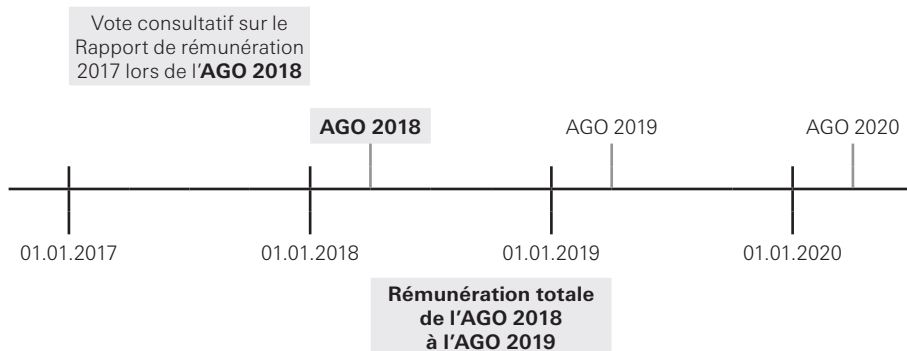 Vote consultatif sur le
Rapport de rémunération
2017 lors de l'AGO 2018
AGO 2018
AGO 2019
AGO 2020
01.01.2017
01.01.2018
01.01.2019
01.01.2020
Rémunération totale
de l'AGO 2018
à l'AGO 2019